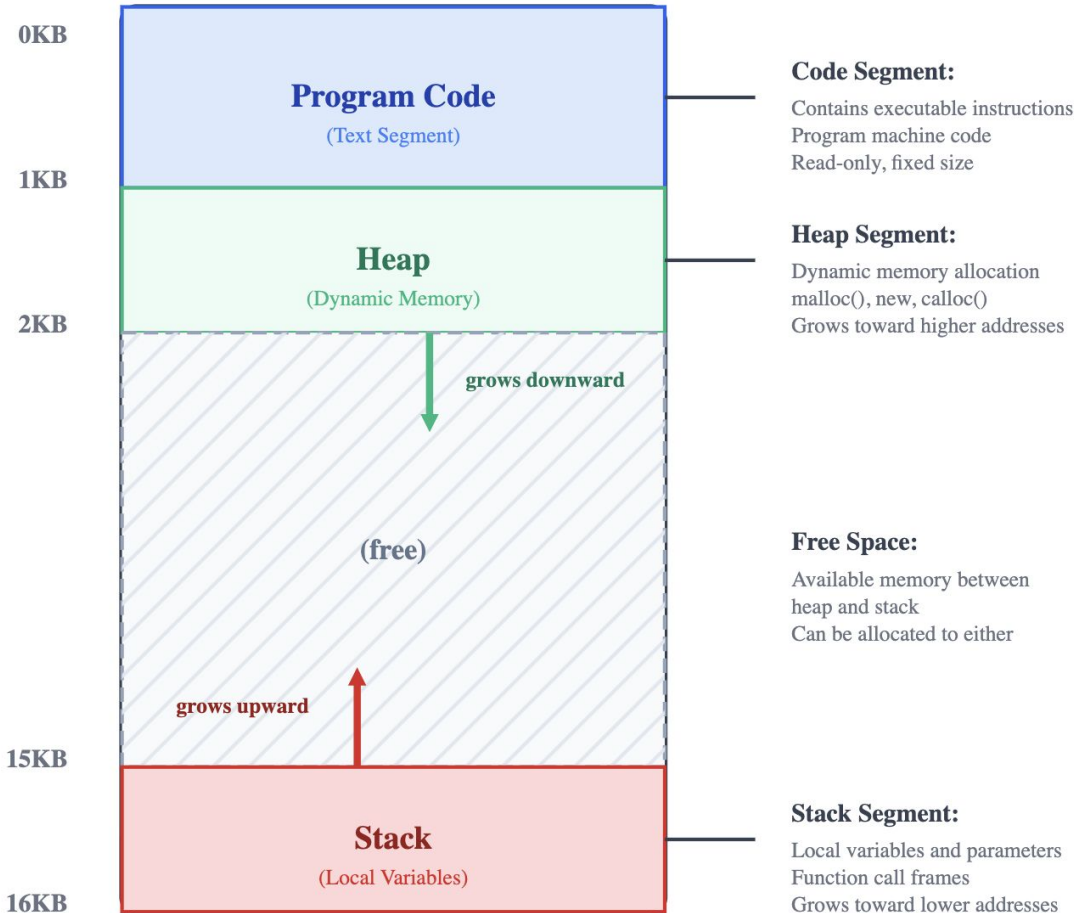 0KB
Program Code
(Text Segment)
Code Segment:
Contains executable instructions
Program machine code
Read-only, fixed size
1KB
Heap
(Dynamic Memory)
Heap Segment:
Dynamic memory allocation
malloc(), new, calloc()
Grows toward higher addresses
2KB
grows downward
(free)
Free Space:
Available memory between
heap and stack
Can be allocated to either
grows upward
15KB
Stack
(Local Variables)
Stack Segment:
Local variables and parameters
Function call frames
Grows toward lower addresses
16KB